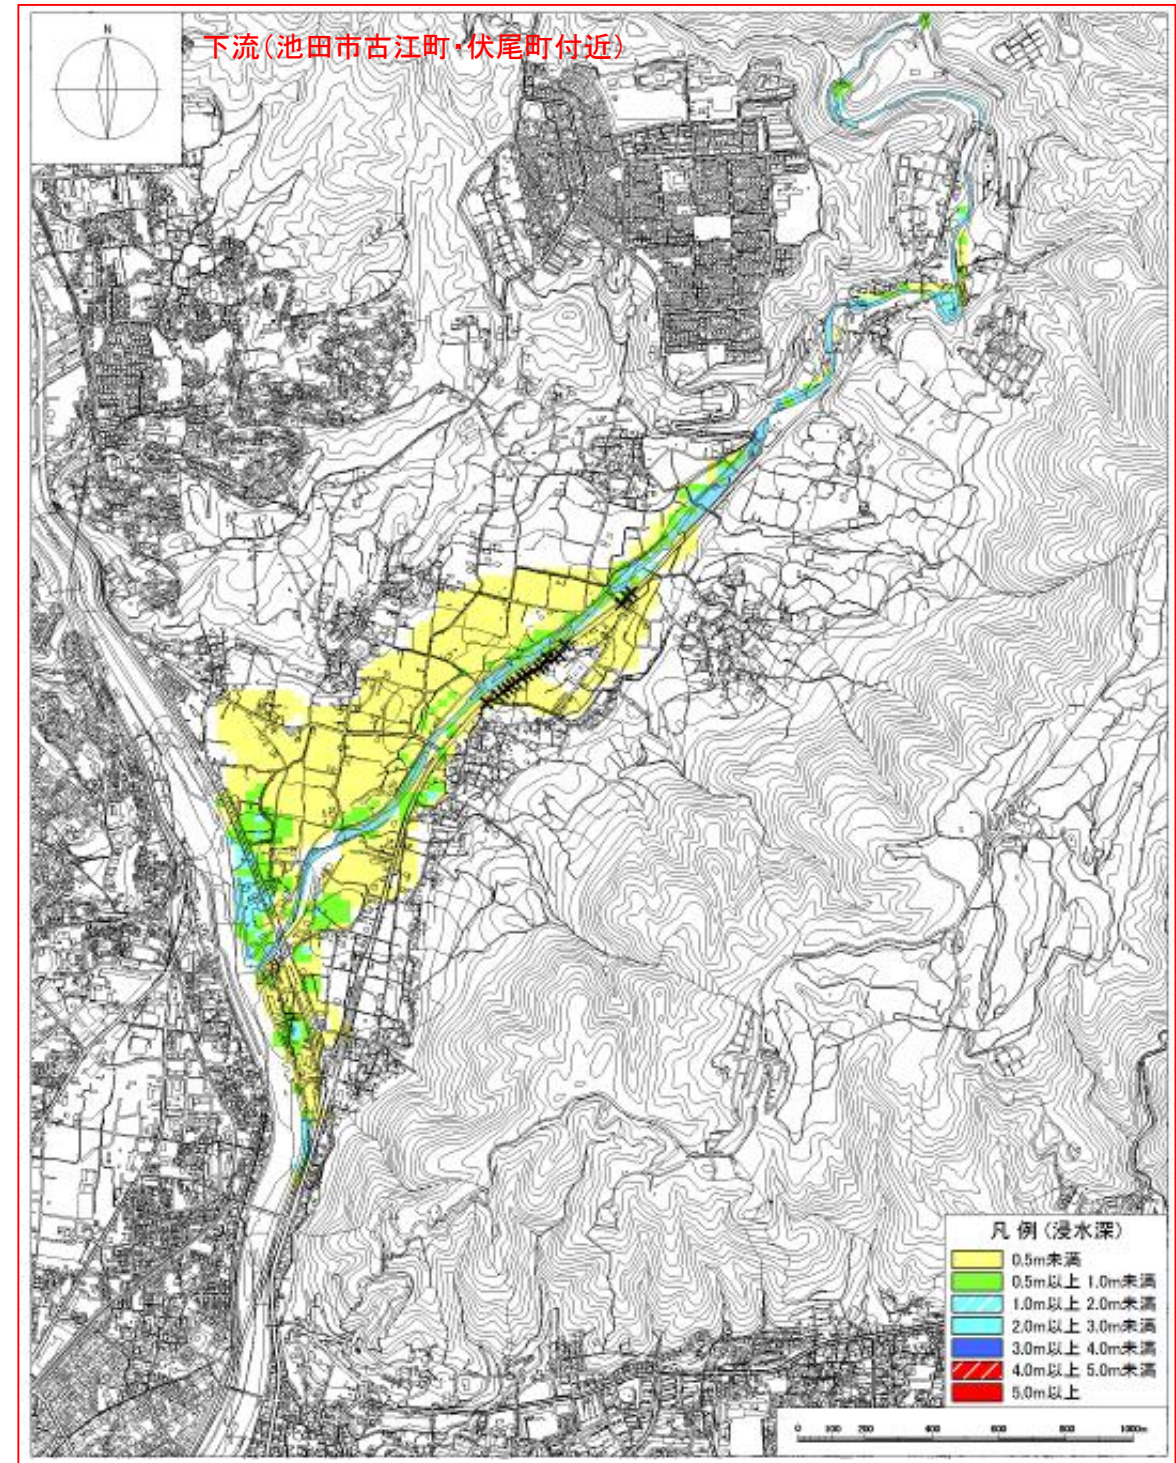 N
下流(池田市古江町・伏尾町付近)
凡 例 (浸水深)
0.5m未満
0.5m以上 1.0m未満
1.0m以上 2.0m未満
2.0m以上 3.0m未満
3.0m以上 4.0m未満
4.0m以上 5.0m未満
5.0m以上
0 100 200 400 600 800 1000m